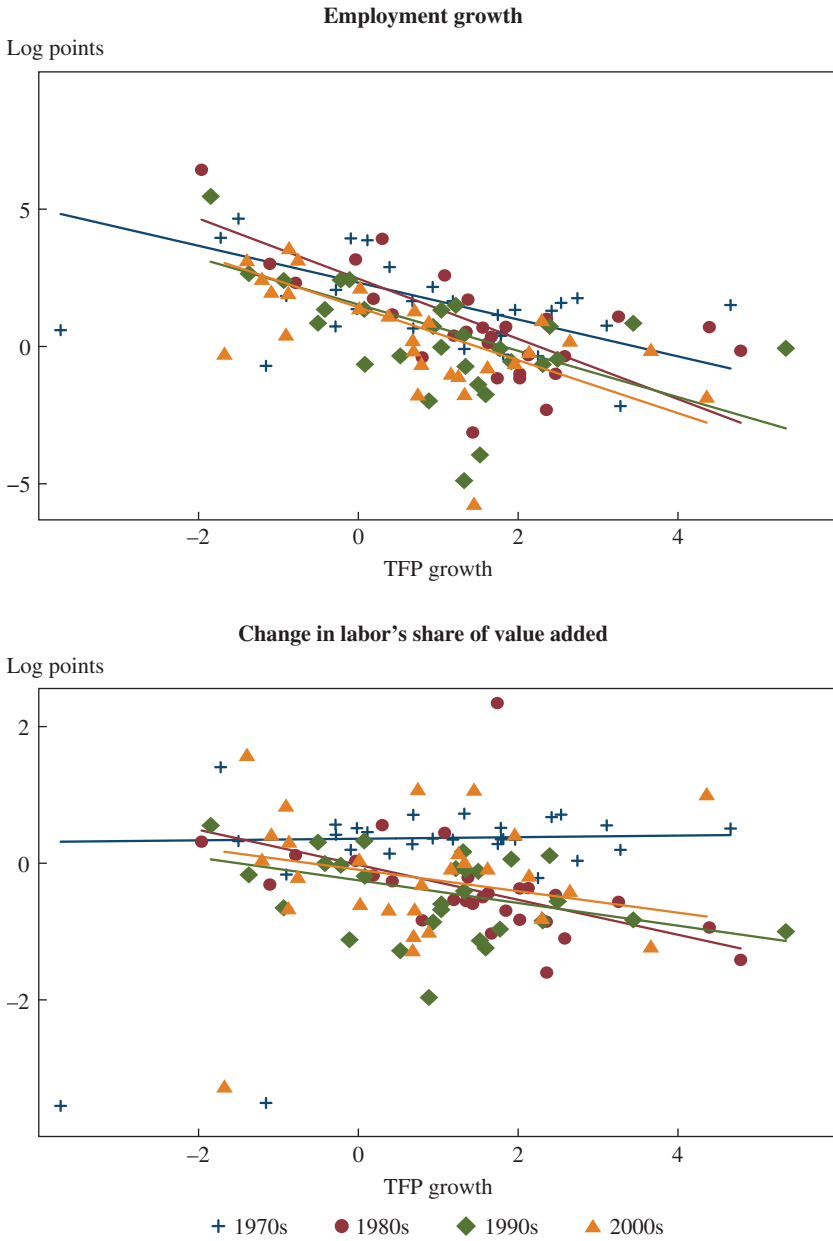 Employment growth
Log points
5
0
−5
−2 0 2 4
TFP growth
Change in labor's share of value added
Log points
2
0
−2
−2 0 2 4
TFP growth
1970s 1980s 1990s 2000s